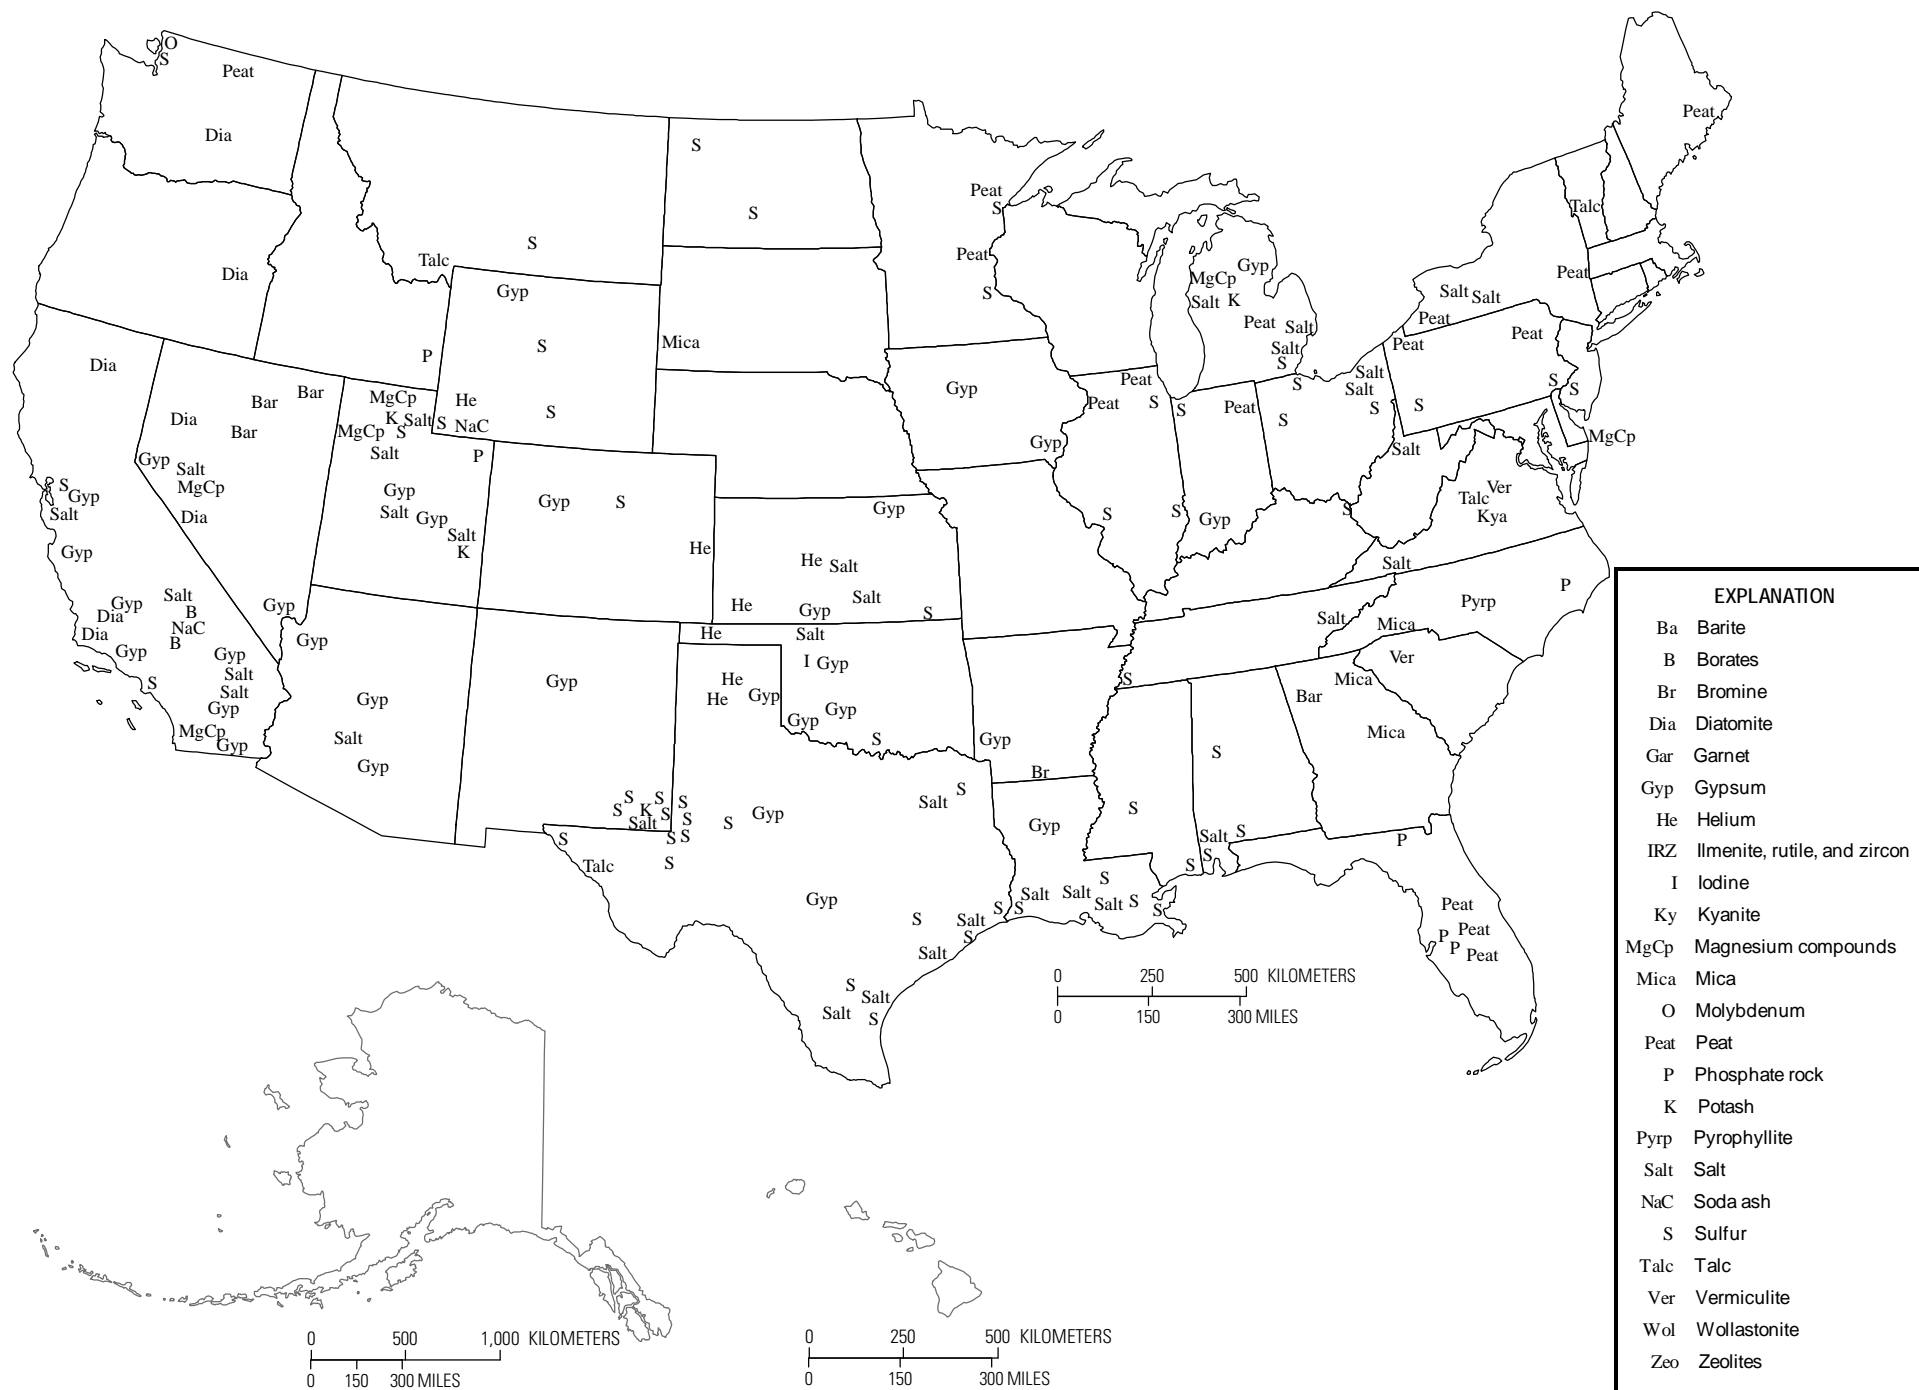 O
S
Peat
Dia
Dia
Talc
S
S
S
Peat
S
Peat
S
Peat
Talc
Peat
Gyp
S
S
He
NaC
S
P
Mica
MgCp
Gyp
Salt
K
Peat
Salt
Salt
S
Salt Salt
Peat
Peat
Peat
S
S
S
MgCp
Dia
Bar
Bar
Bar
Dia
Gyp
Salt
MgCp
Dia
MgCp
K
Salt
MgCp
S
Salt
P
Gyp
Salt
Gyp
Salt
K
Gyp
Gyp
Peat
Peat
S
S
S
S
Peat
Gyp
S
S
Salt
Salt
S
Salt
S
Ver
Talc
Kya
S
Gyp
Salt
Gyp
Salt
B
NaC
B
Gyp
Dia
Dia
Gyp
S
Gyp
Salt
Salt
Gyp
MgCp
Gyp
Gyp
Gyp
Gyp
Salt
Gyp
Gyp
S
He
Gyp
He
Salt
Salt
He
Gyp
S
He
Salt
I
Gyp
Gyp
Gyp
S
He
He
Gyp
Gyp
S
S
S
K
S
Salt
S
S
S
S
S
S
S
Talc
Gyp
Gyp
Salt
S
S
Salt
S
S
Salt
S
Salt
Salt
S
Gyp
Br
Gyp
S
Salt
Salt
S
Salt
S
S
S
S
S
S
Salt
S
S
Salt
Salt
Mica
Pyrp
P
Ver
Mica
Bar
Mica
P
Peat
P
Peat
P
Peat
0 250 500 KILOMETERS
0 150 300 MILES
0 500 1,000 KILOMETERS
0 150 300 MILES
0 250 500 KILOMETERS
0 150 300 MILES
EXPLANATION
Ba Barite
B Borates
Br Bromine
Dia Diatomite
Gar Garnet
Gyp Gypsum
He Helium
IRZ Ilmenite, rutile, and zircon
I Iodine
Ky Kyanite
MgCp Magnesium compounds
Mica Mica
O Molybdenum
Peat Peat
P Phosphate rock
K Potash
Pyrp Pyrophyllite
Salt Salt
NaC Soda ash
S Sulfur
Talc Talc
Ver Vermiculite
Wol Wollastonite
Zeo Zeolites